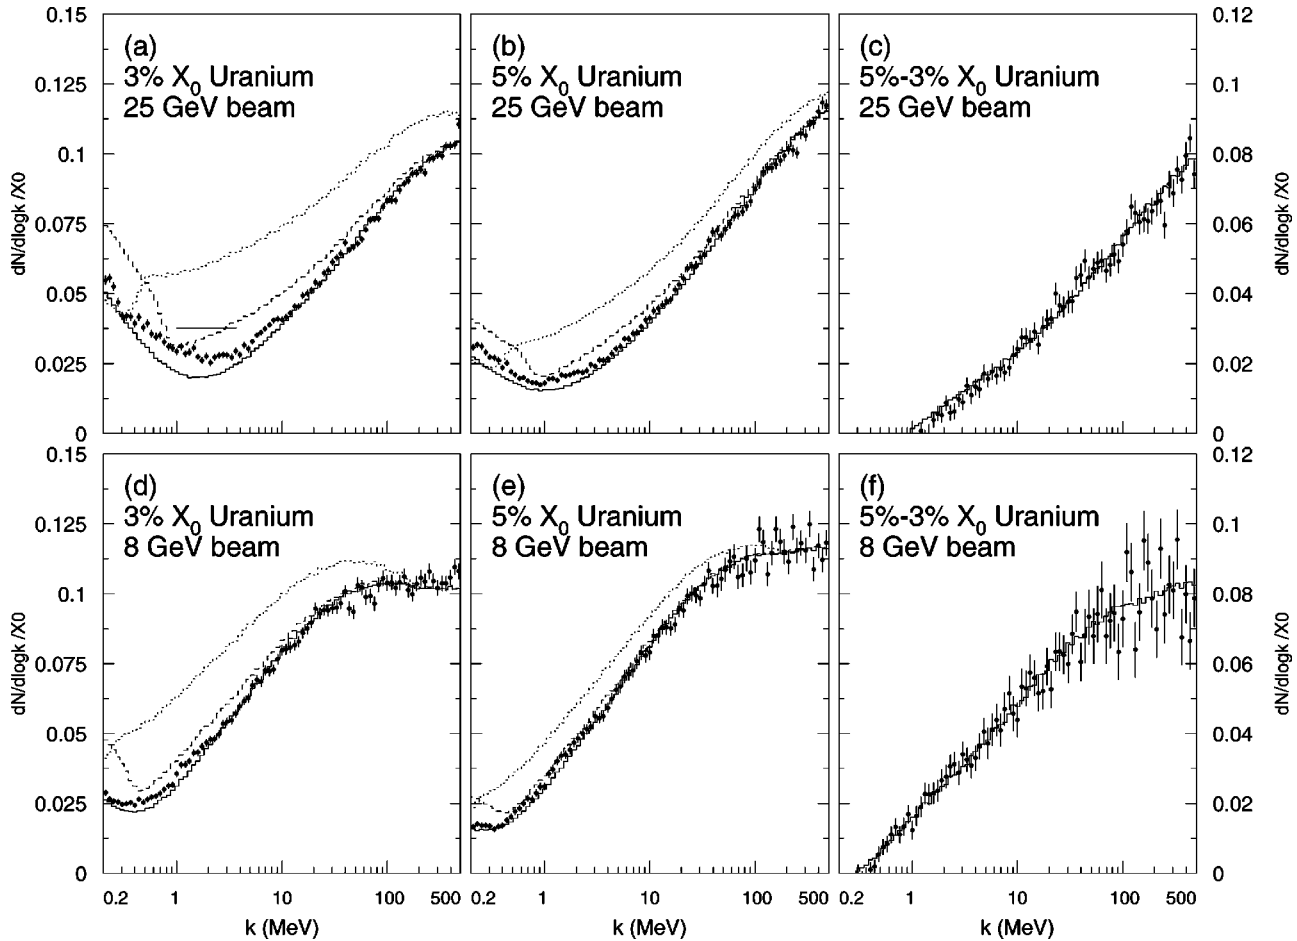 0.15
0.125
0.1
0.075
0.05
0.025
0
dN/dlogk /X0
(a)
3% X0 Uranium
25 GeV beam
(b)
5% X0 Uranium
25 GeV beam
(c)
5%-3% X0 Uranium
25 GeV beam
0.12
0.1
0.08
0.06
0.04
0.02
0
dN/dlogk /X0
0.15
0.125
0.1
0.075
0.05
0.025
0
dN/dlogk /X0
(d)
3% X0 Uranium
8 GeV beam
(e)
5% X0 Uranium
8 GeV beam
(f)
5%-3% X0 Uranium
8 GeV beam
0.12
0.1
0.08
0.06
0.04
0.02
0
dN/dlogk /X0
0.2 1 10 100 500
0.2 1 10 100 500
0.2 1 10 100 500
k (MeV)
k (MeV)
k (MeV)